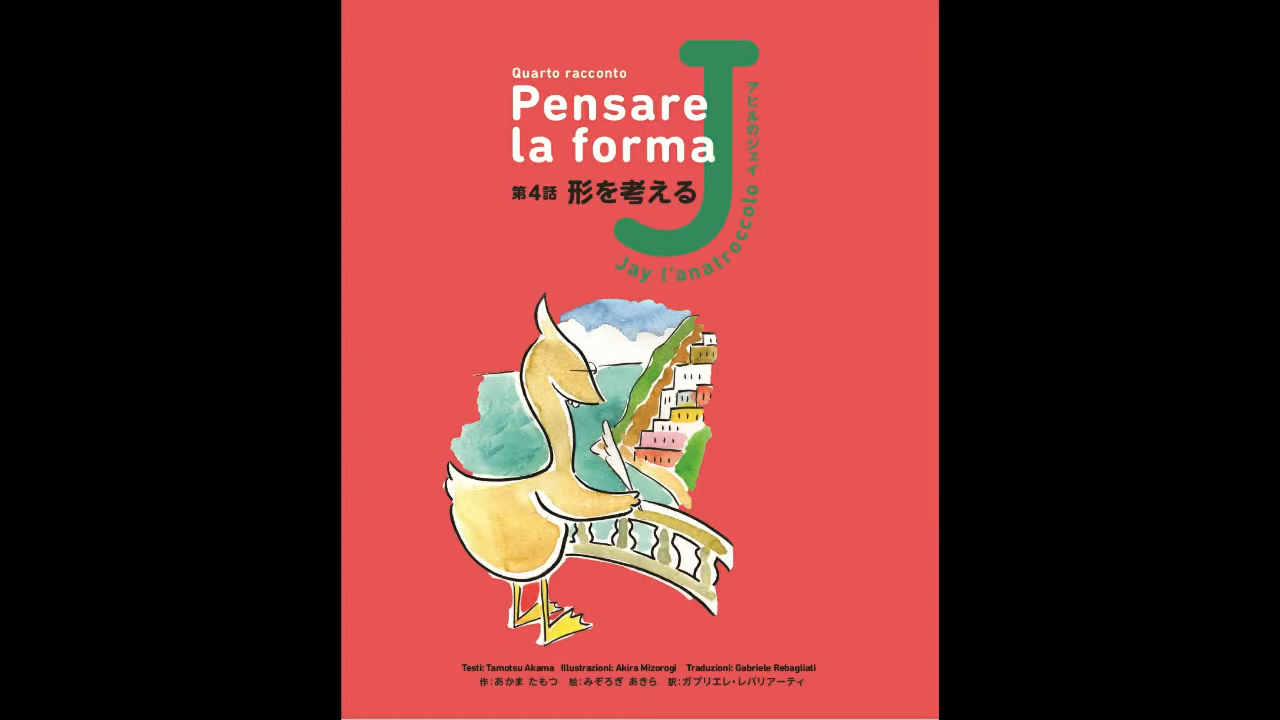 Quarto racconto
Pensare
la forma
第4話 形を考える
J
アヒルのジェイ
Jay l'anatroccolo
Testi: Tamotsu Akama Illustrazioni: Akira Mizorogi Traduzioni: Gabriele Rebagliati
作:あかま たもつ 絵:みぞろぎ あきら 訳:ガブリエレ・レバリアーティ